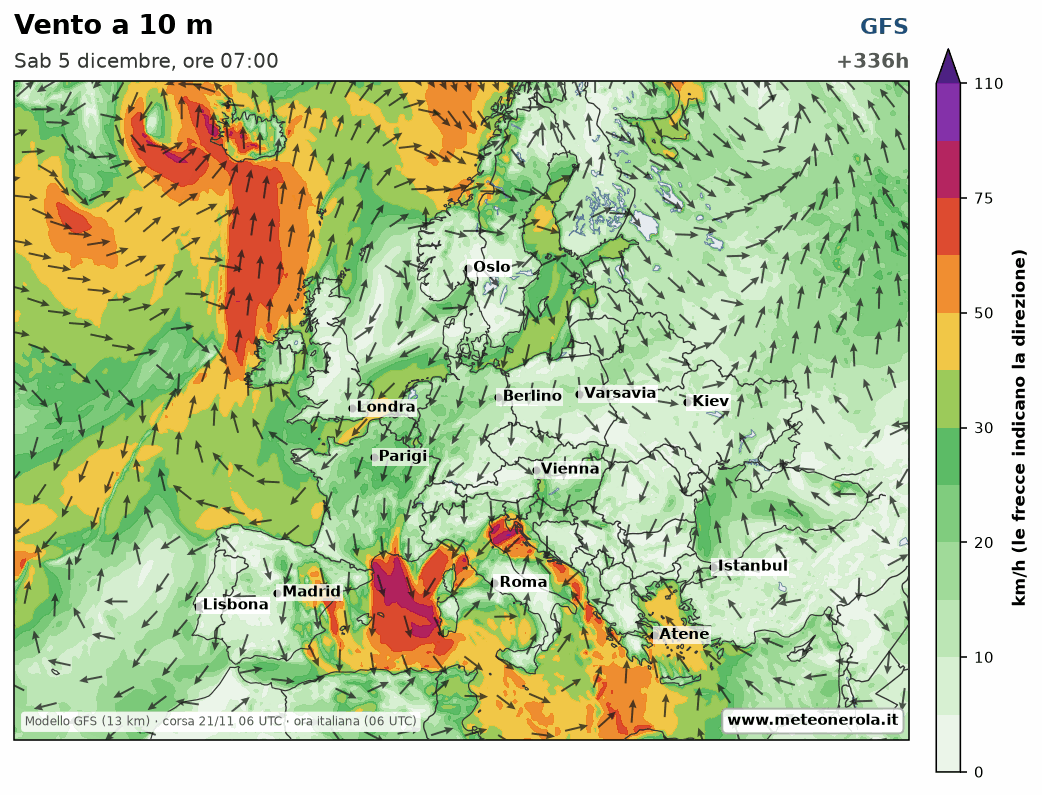 Vento a 10 m
GFS
Sab 5 dicembre, ore 07:00
+336h
110
75
50
30
20
10
0
km/h (le frecce indicano la direzione)
Oslo
Londra
Berlino
Varsavia
Kiev
Parigi
Vienna
Istanbul
Roma
Madrid
Lisbona
Atene
Modello GFS (13 km) · corsa 21/11 06 UTC · ora italiana (06 UTC)
www.meteonerola.it